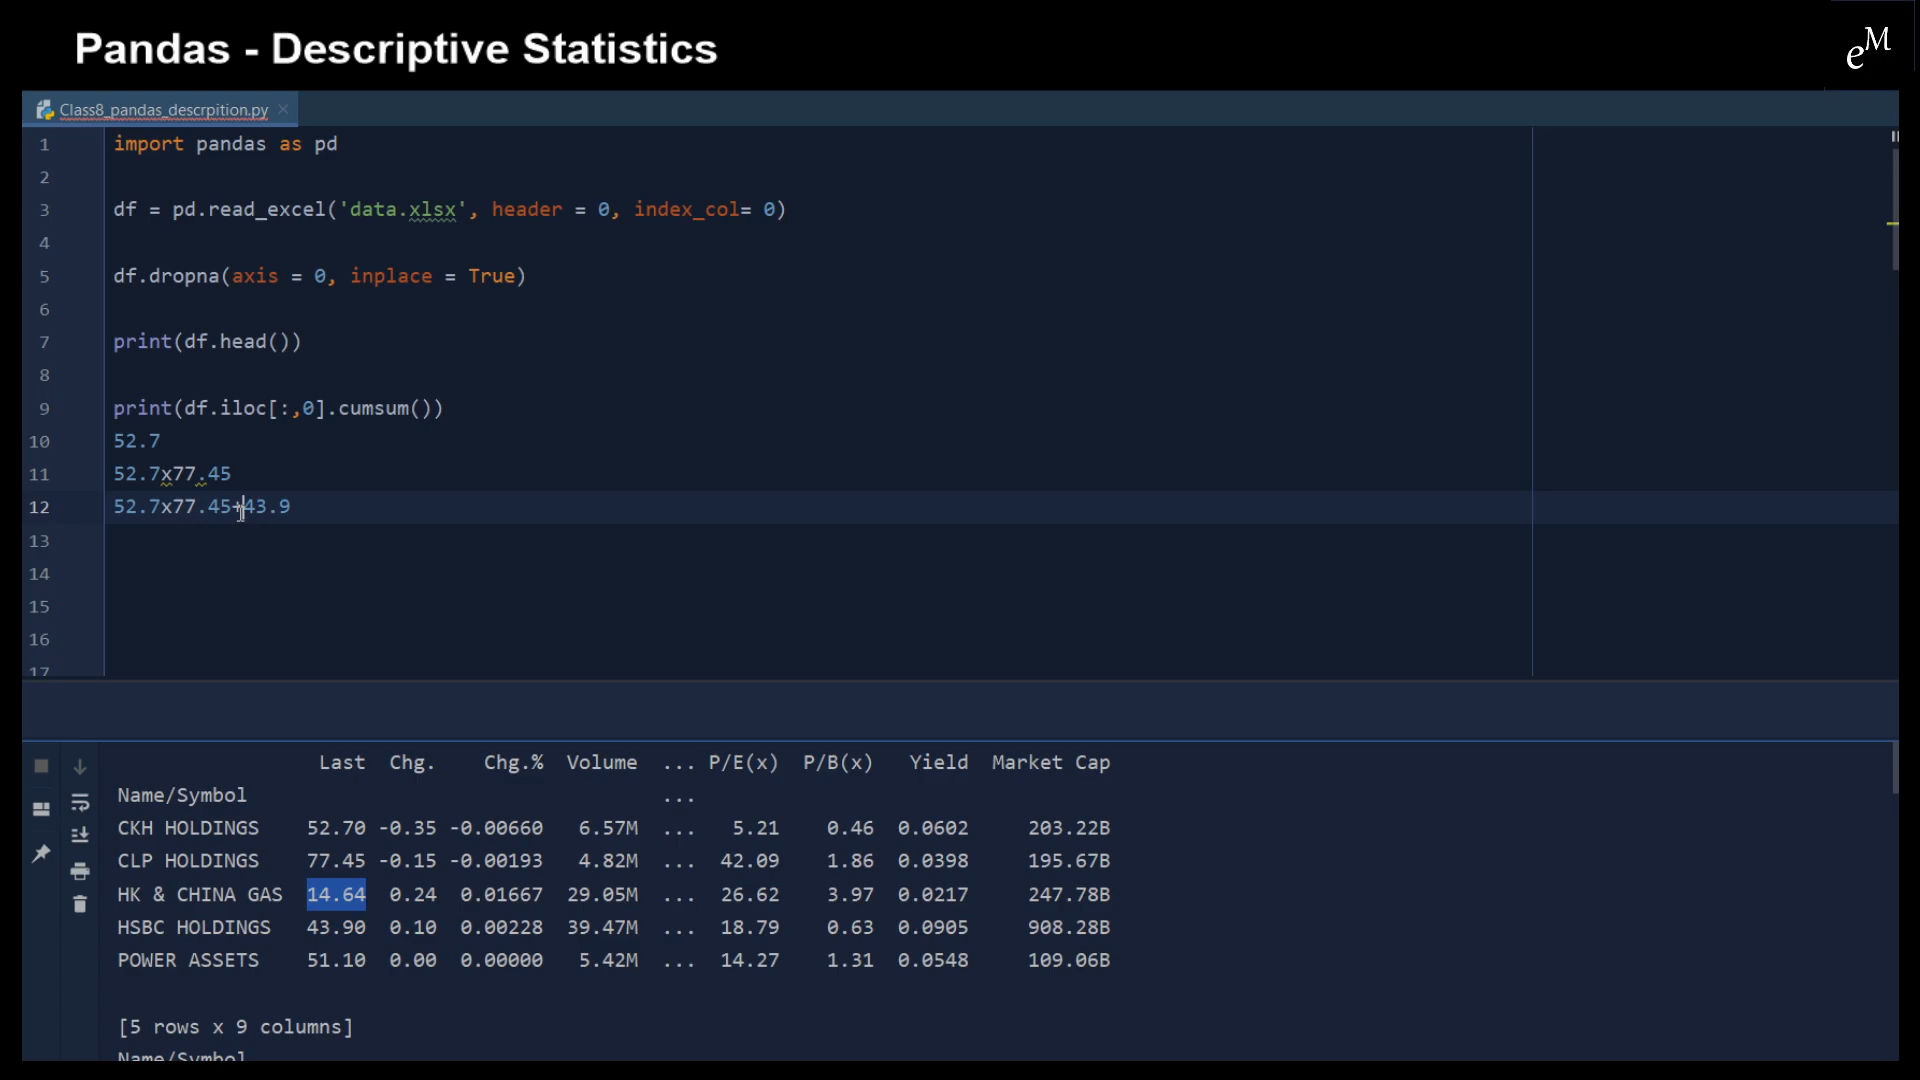 Pandas - Descriptive Statistics
eM
Class8_pandas_descrpition.py
1 import pandas as pd
2
3 df = pd.read_excel('data.xlsx', header = 0, index_col= 0)
4
5 df.dropna(axis = 0, inplace = True)
6
7 print(df.head())
8
9 print(df.iloc[:,0].cumsum())
10 52.7
11 52.7x77.45
12 52.7x77.45+43.9
13
14
15
16
17
Last Chg. Chg.% Volume ... P/E(x) P/B(x) Yield Market Cap
Name/Symbol ...
CKH HOLDINGS 52.70 -0.35 -0.00660 6.57M ... 5.21 0.46 0.0602 203.22B
CLP HOLDINGS 77.45 -0.15 -0.00193 4.82M ... 42.09 1.86 0.0398 195.67B
HK & CHINA GAS 14.64 0.24 0.01667 29.05M ... 26.62 3.97 0.0217 247.78B
HSBC HOLDINGS 43.90 0.10 0.00228 39.47M ... 18.79 0.63 0.0905 908.28B
POWER ASSETS 51.10 0.00 0.00000 5.42M ... 14.27 1.31 0.0548 109.06B
[5 rows x 9 columns]
Name/Symbol